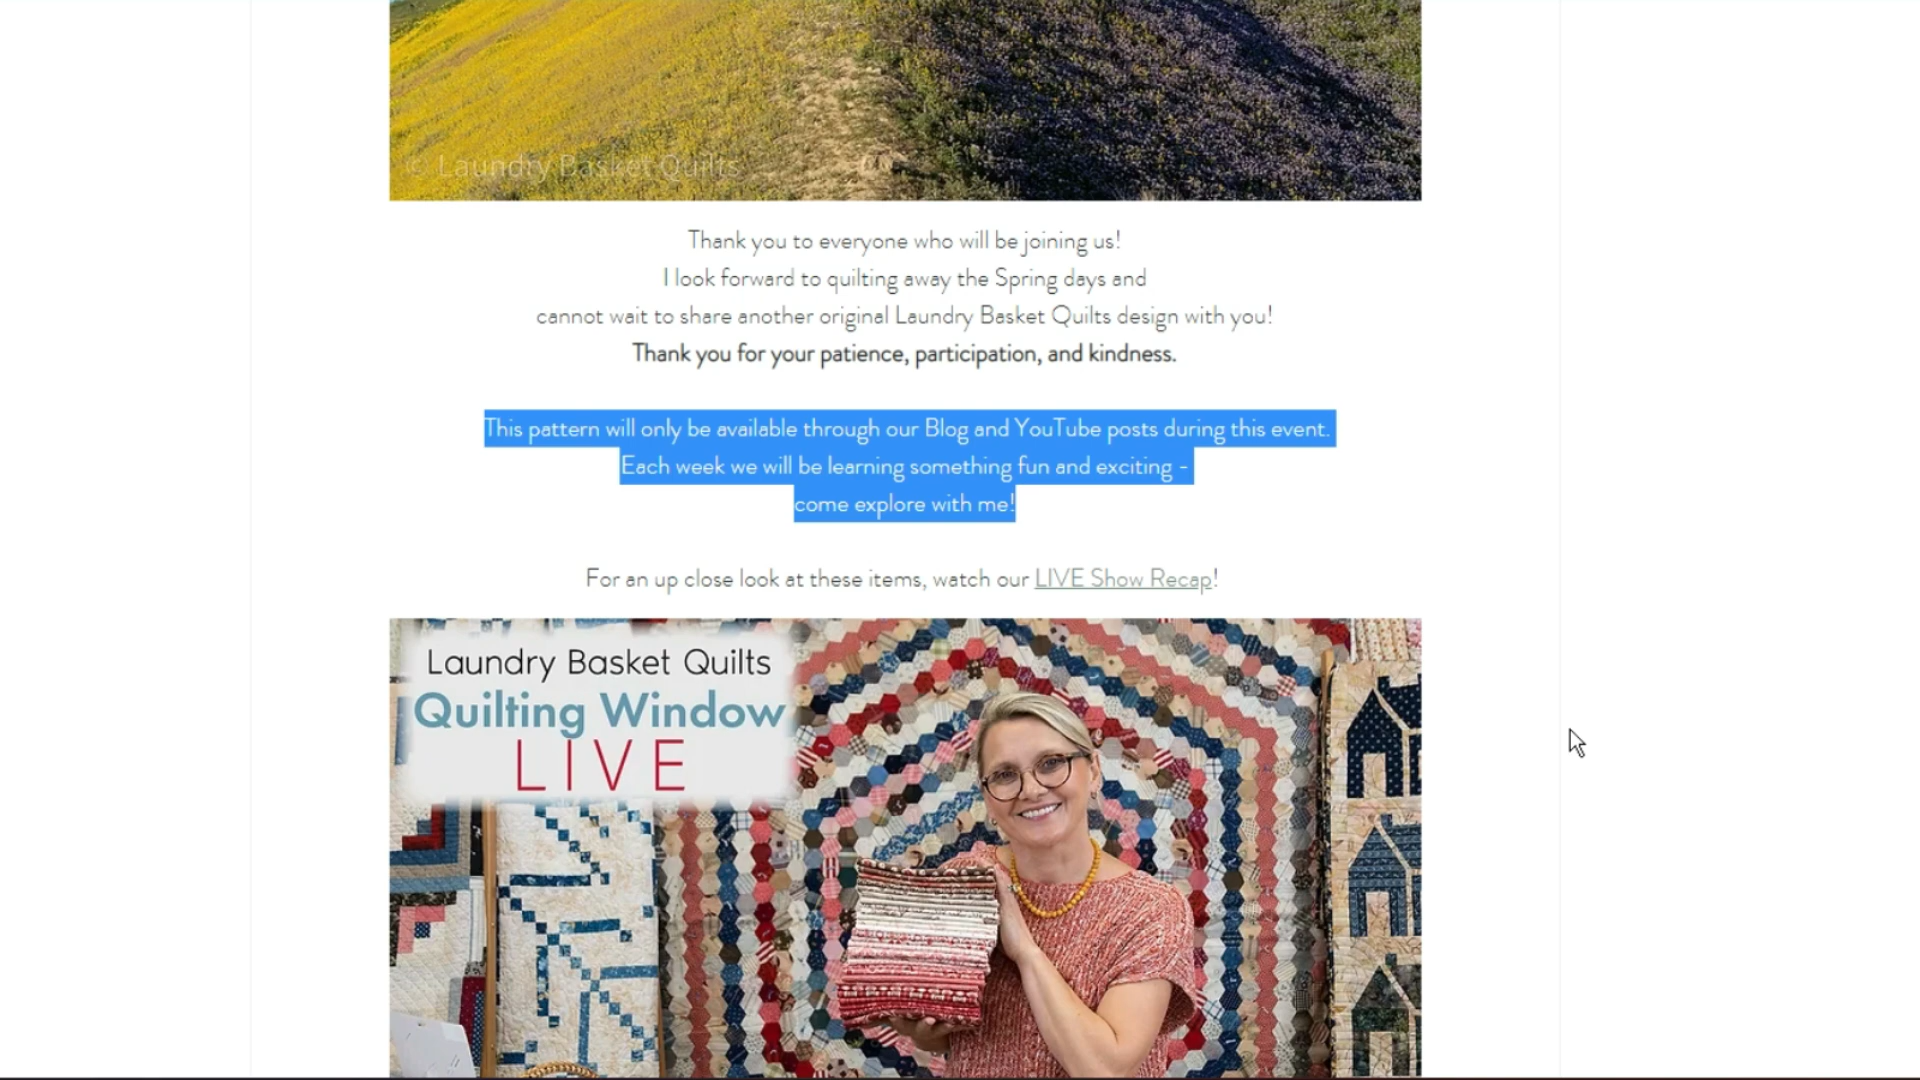 © Laundry Basket Quilts
Thank you to everyone who will be joining us!
I look forward to quilting away the Spring days and
cannot wait to share another original Laundry Basket Quilts design with you!
Thank you for your patience, participation, and kindness.
This pattern will only be available through our Blog and YouTube posts during this event.
Each week we will be learning something fun and exciting -
come explore with me!
For an up close look at these items, watch our LIVE Show Recap!
Laundry Basket Quilts
Quilting Window
LIVE